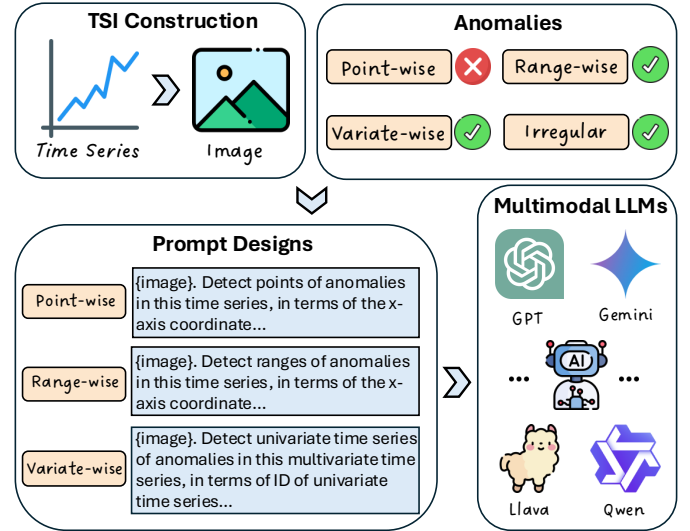 TSI Construction
Time Series
Image
Anomalies
Point-wise
Range-wise
Variate-wise
Irregular
Prompt Designs
Point-wise
{image}. Detect points of anomalies
in this time series, in terms of the x-
axis coordinate...
Range-wise
{image}. Detect ranges of anomalies
in this time series, in terms of the x-
axis coordinate...
Variate-wise
{image}. Detect univariate time series
of anomalies in this multivariate time
series, in terms of ID of univariate
time series...
Multimodal LLMs
GPT
Gemini
...
AI
...
Llava
Qwen